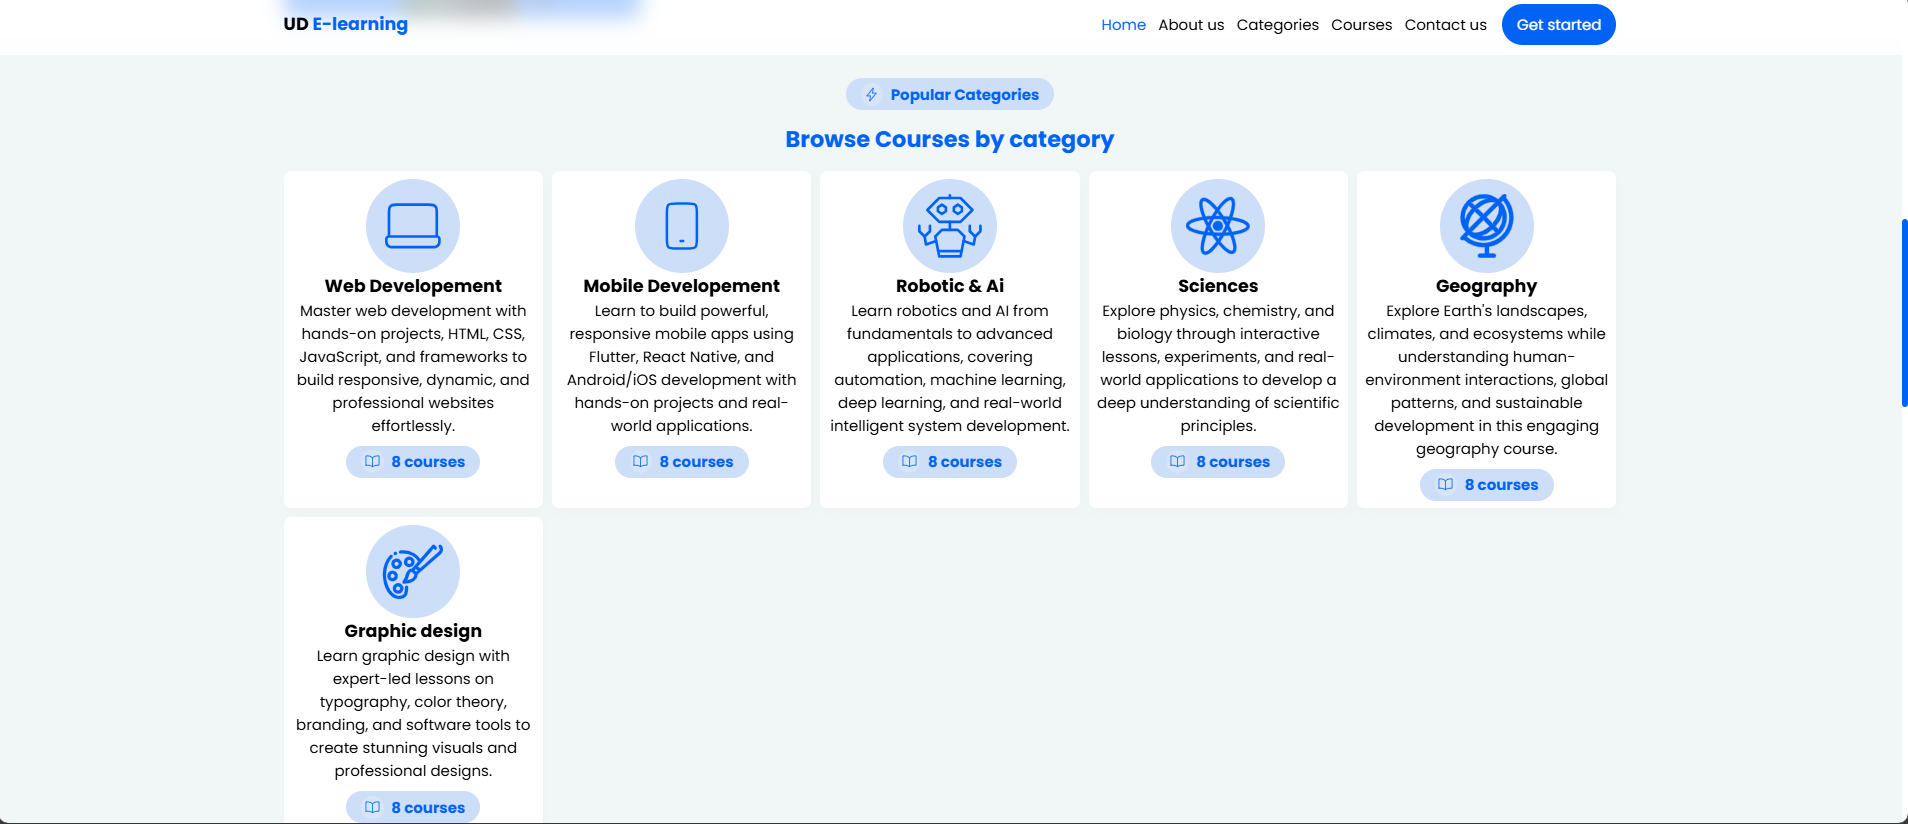 UD E-learning
Home About us Categories Courses Contact us Get started
Popular Categories
Browse Courses by category
Web Developement
Master web development with
hands-on projects, HTML, CSS,
JavaScript, and frameworks to
build responsive, dynamic, and
professional websites
effortlessly.
8 courses
Mobile Developement
Learn to build powerful,
responsive mobile apps using
Flutter, React Native, and
Android/iOS development with
hands-on projects and real-
world applications.
8 courses
Robotic & Ai
Learn robotics and AI from
fundamentals to advanced
applications, covering
automation, machine learning,
deep learning, and real-world
intelligent system development.
8 courses
Sciences
Explore physics, chemistry, and
biology through interactive
lessons, experiments, and real-
world applications to develop a
deep understanding of scientific
principles.
8 courses
Geography
Explore Earth's landscapes,
climates, and ecosystems while
understanding human-
environment interactions, global
patterns, and sustainable
development in this engaging
geography course.
8 courses
Graphic design
Learn graphic design with
expert-led lessons on
typography, color theory,
branding, and software tools to
create stunning visuals and
professional designs.
8 courses